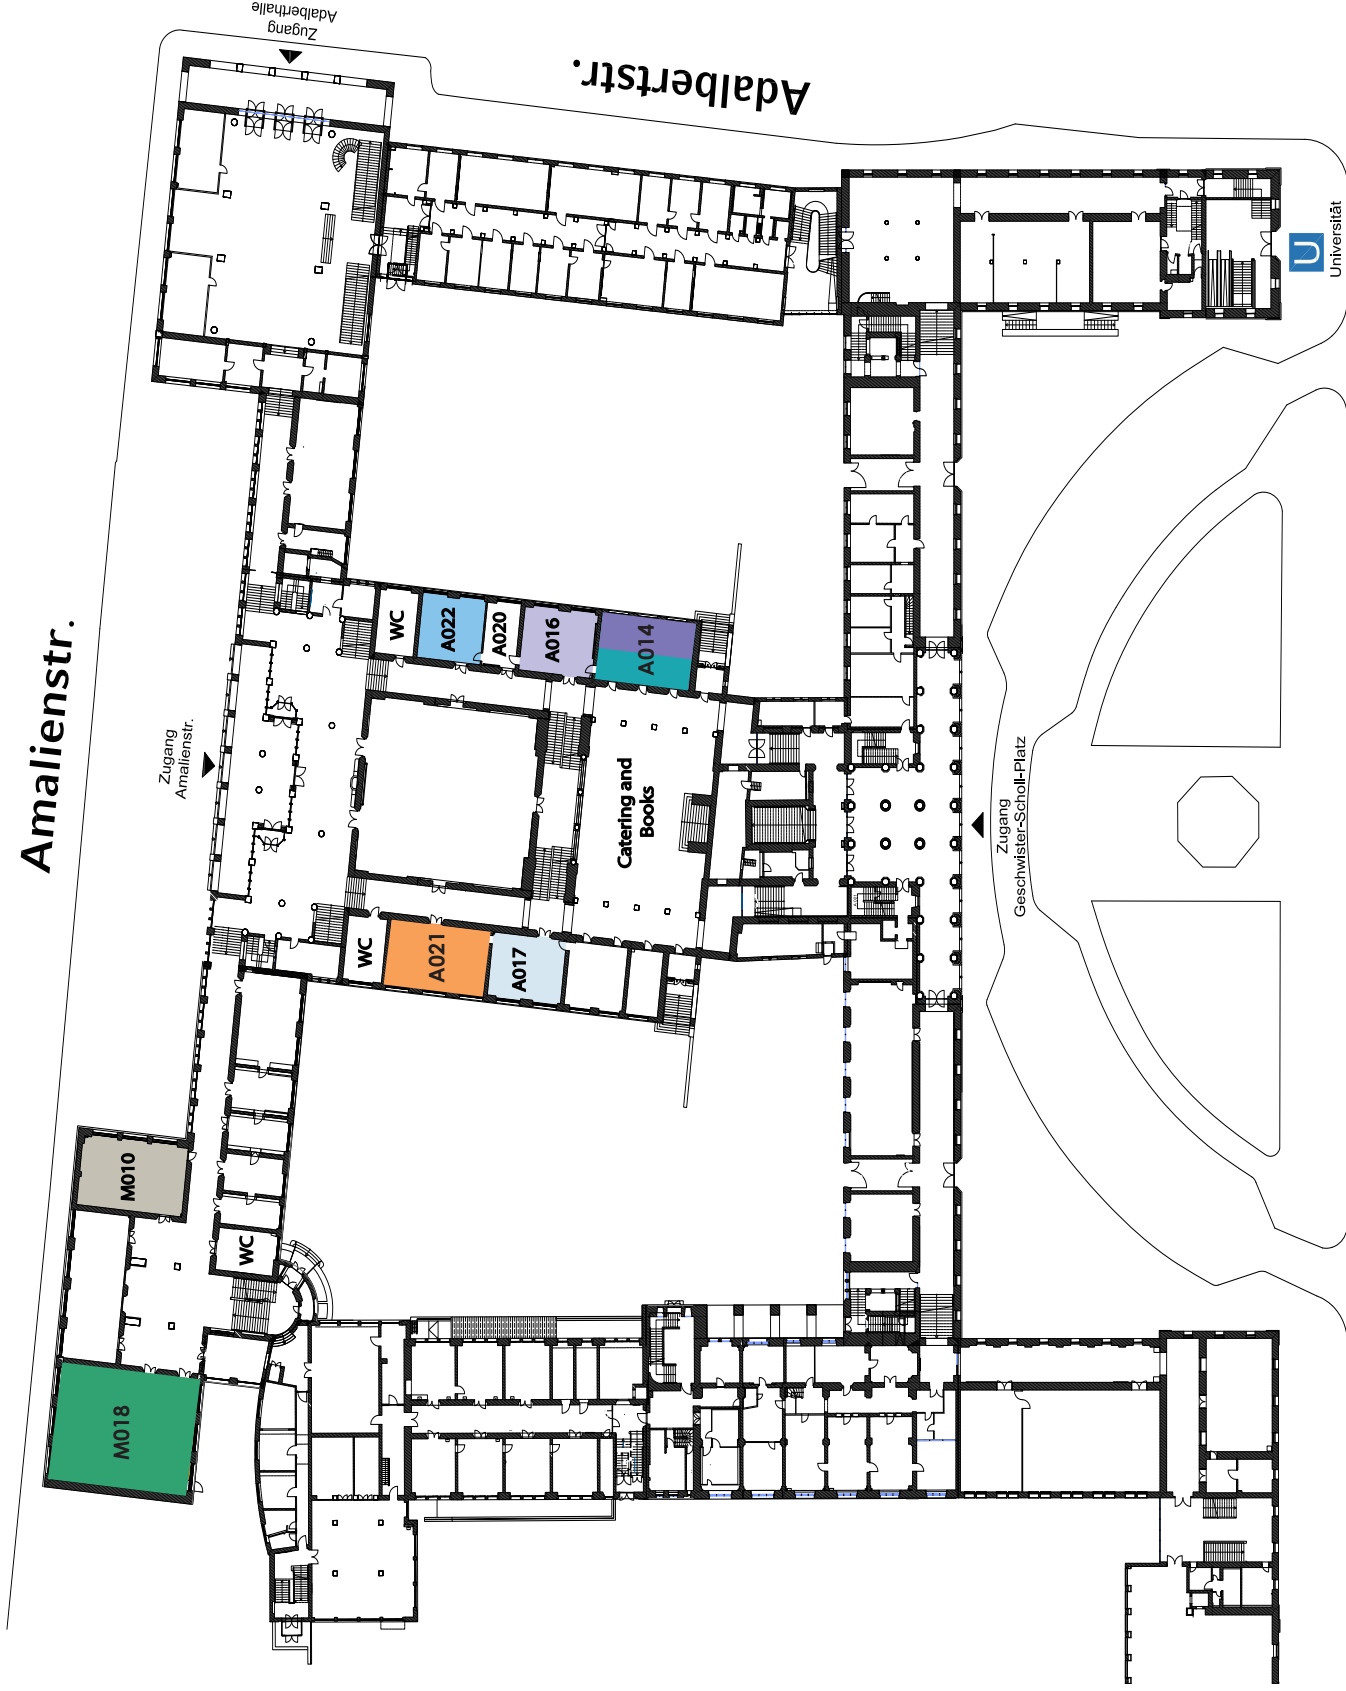 Zugang
Adalberthalle
Adalbertstr.
Amalienstr.
Zugang
Amalienstr.
WC
A022
A020
A016
A014
Catering and
Books
WC
A021
A017
M010
WC
M018
Zugang
Geschwister-Scholl-Platz
U
Universität